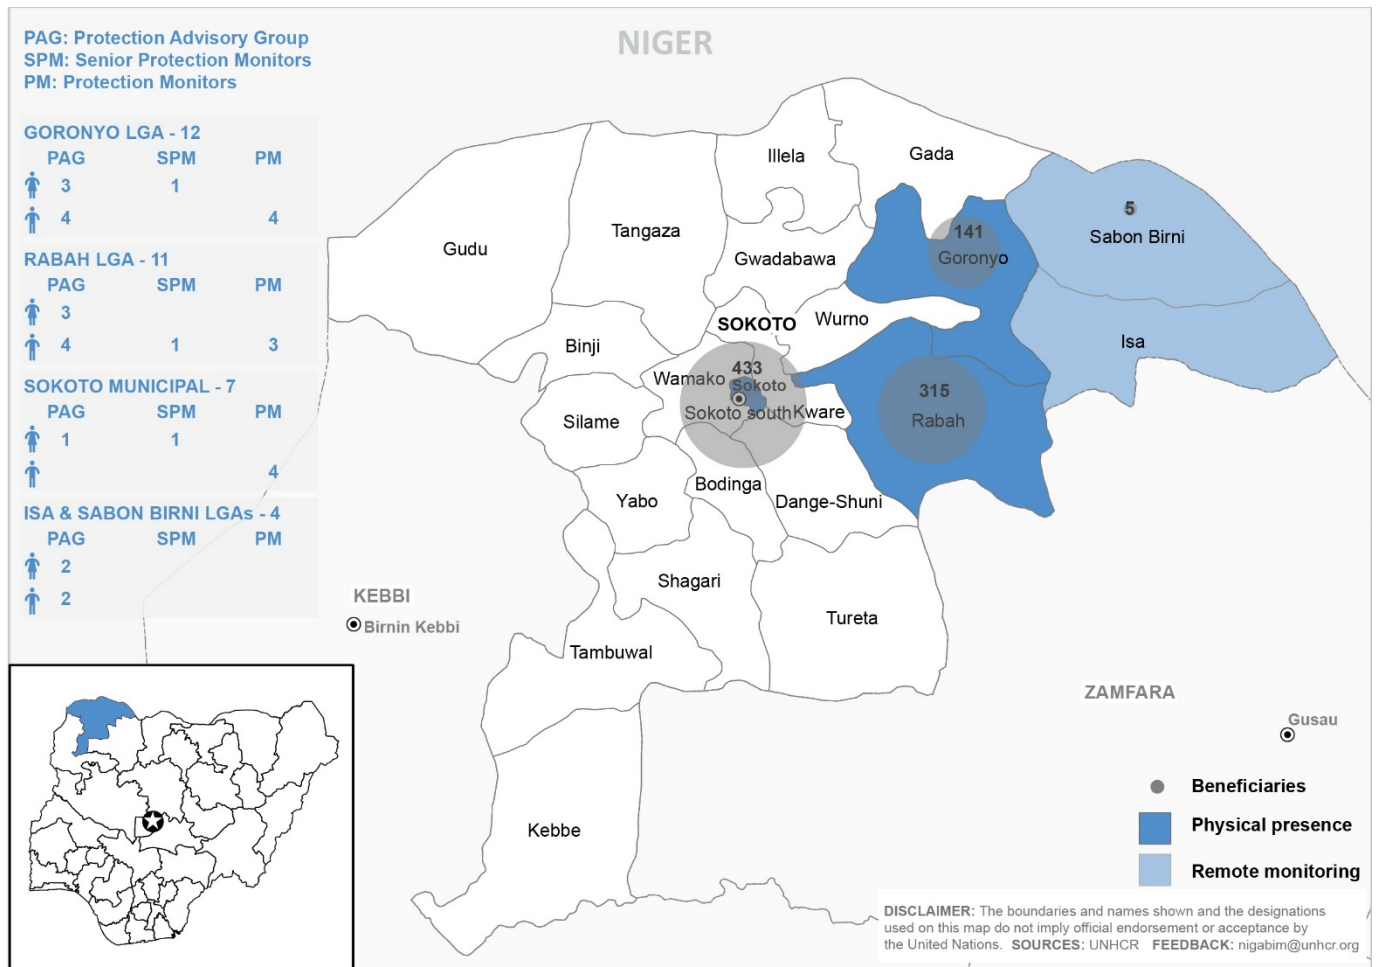 PAG: Protection Advisory Group
SPM: Senior Protection Monitors
PM: Protection Monitors
GORONYO LGA - 12
PAG SPM PM
3 1
4 4
RABAH LGA - 11
PAG SPM PM
3
4 1 3
SOKOTO MUNICIPAL - 7
PAG SPM PM
1 1
4
ISA & SABON BIRNI LGAs - 4
PAG SPM PM
2
2
NIGER
Illela
Gada
5
Sabon Birni
Tangaza
Gudu
141
Goronyo
Gwadabawa
SOKOTO
Wurno
Binji
Isa
433
Wamako
Sokoto
Sokoto south
Kware
315
Rabah
Silame
Bodinga
Yabo
Dange-Shuni
Shagari
KEBBI
Birnin Kebbi
Tureta
Tambuwal
ZAMFARA
Gusau
Kebbe
Beneficiaries
Physical presence
Remote monitoring
DISCLAIMER: The boundaries and names shown and the designations
used on this map do not imply official endorsement or acceptance by
the United Nations. SOURCES: UNHCR FEEDBACK: nigabim@unhcr.org